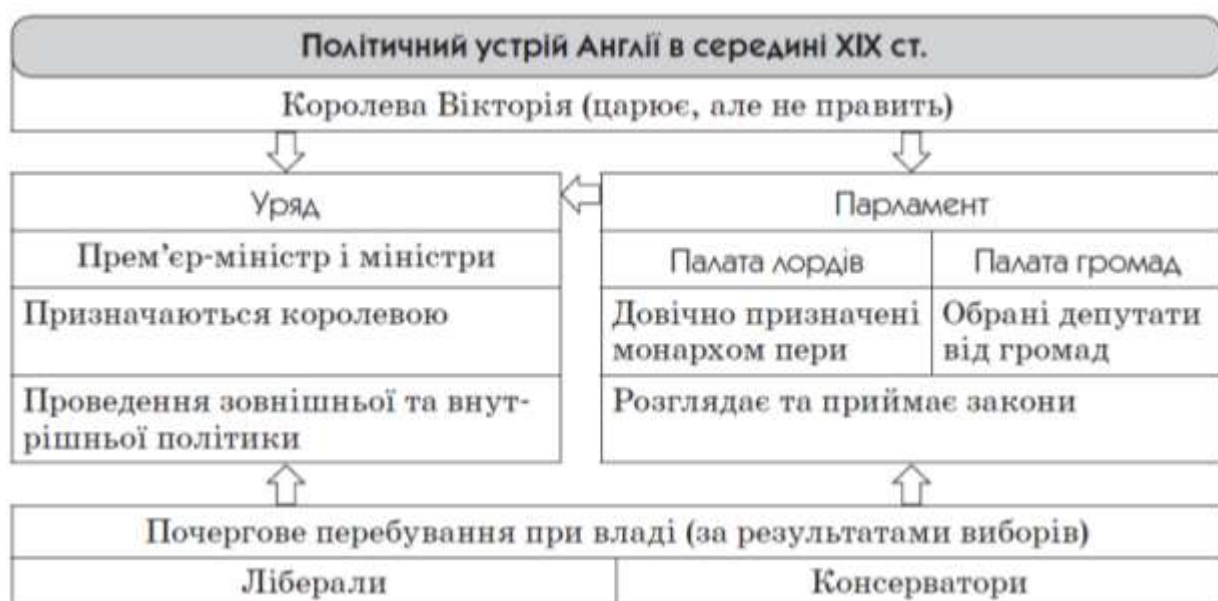 Політичний устрій Англії в середині XIX ст.
Королева Вікторія (царює, але не править)
Уряд
Прем’єр-міністр і міністри
Призначаються королевою
Проведення зовнішньої та внут-
рішньої політики
Парламент
Палата лордів
Палата громад
Довічно призначені
монархом пери
Обрані депутати
від громад
Розглядає та приймає закони
Почергове перебування при владі (за результатами виборів)
Ліберали
Консерватори